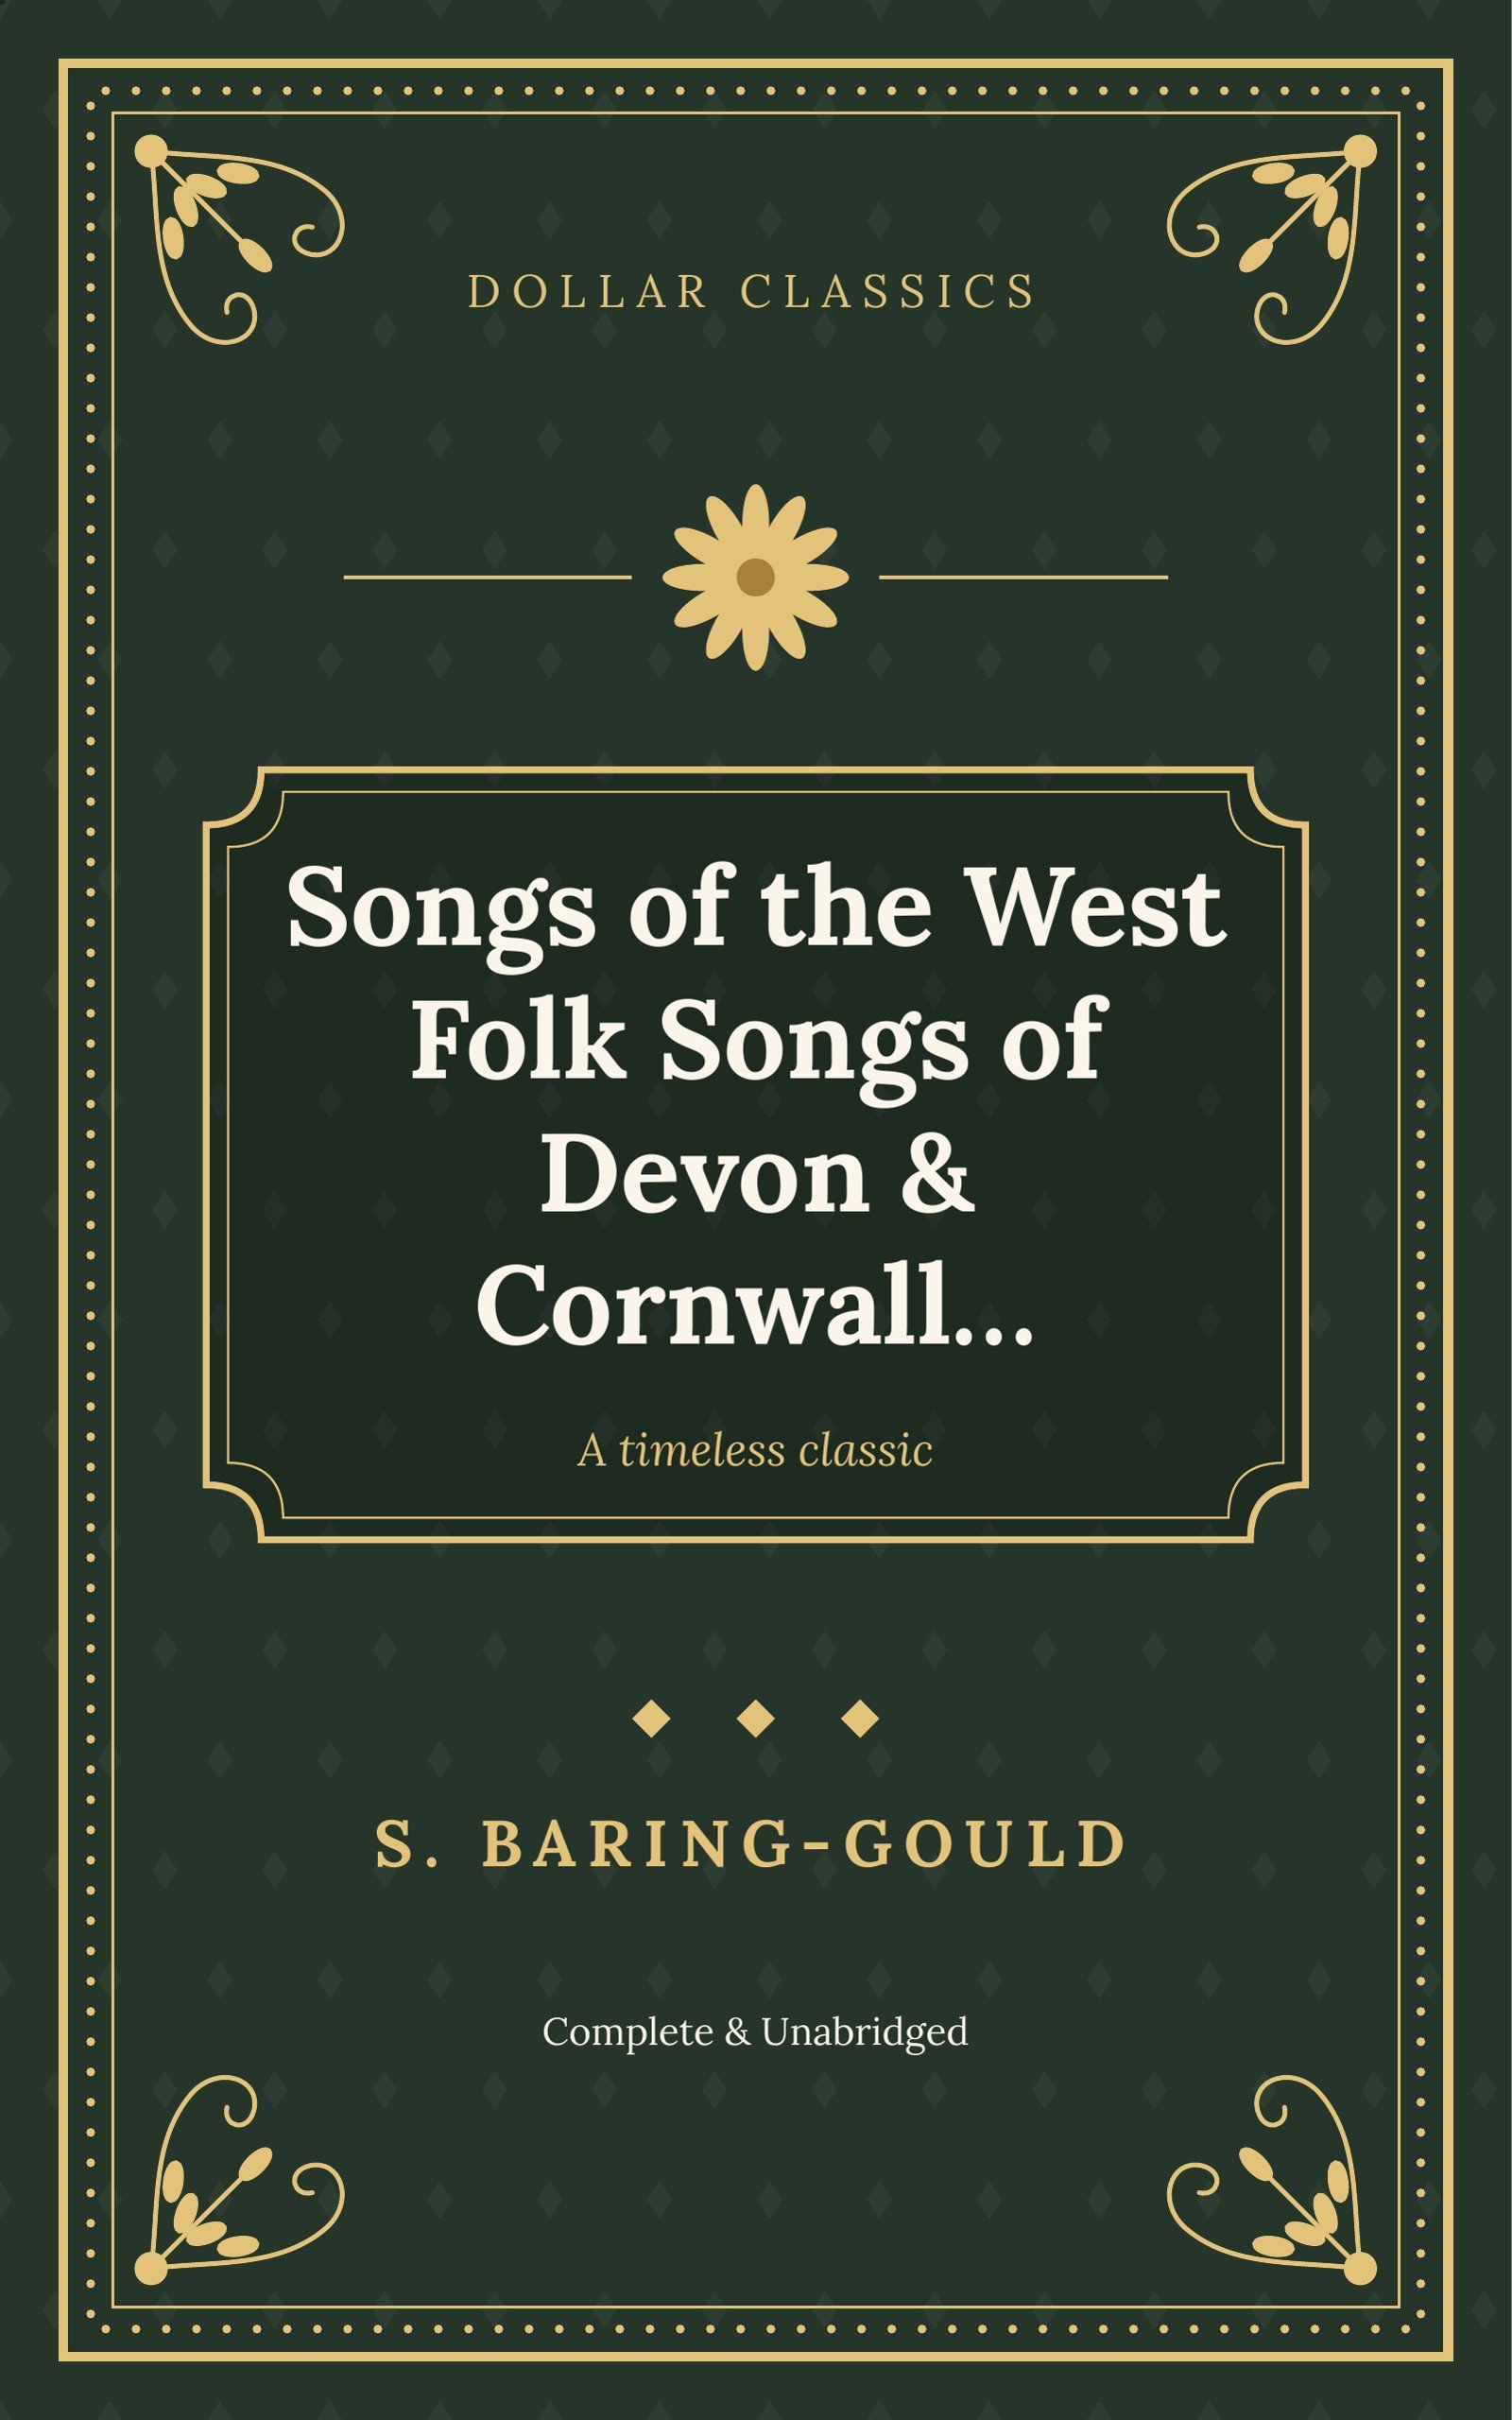 DOLLAR CLASSICS
Songs of the West
Folk Songs of
Devon &
Cornwall...
A timeless classic
S. BARING-GOULD
Complete & Unabridged